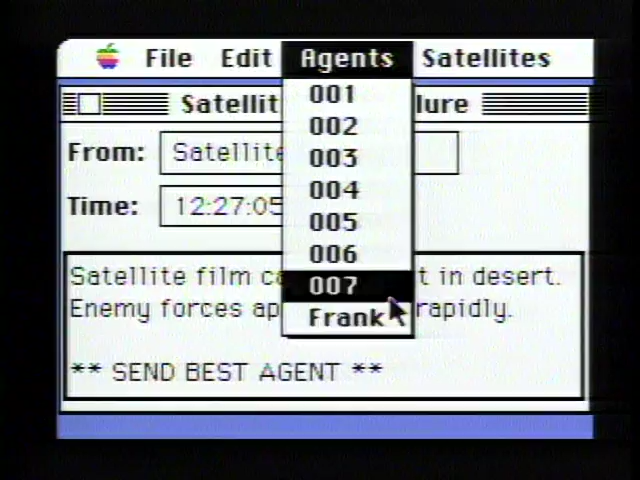 File Edit Agents Satellites
Satellit lure
001
002
003
004
005
006
007
Frank
From: Satellite
Time: 12:27:05
Satellite film ca t in desert.
Enemy forces ap rapidly.
** SEND BEST AGENT **